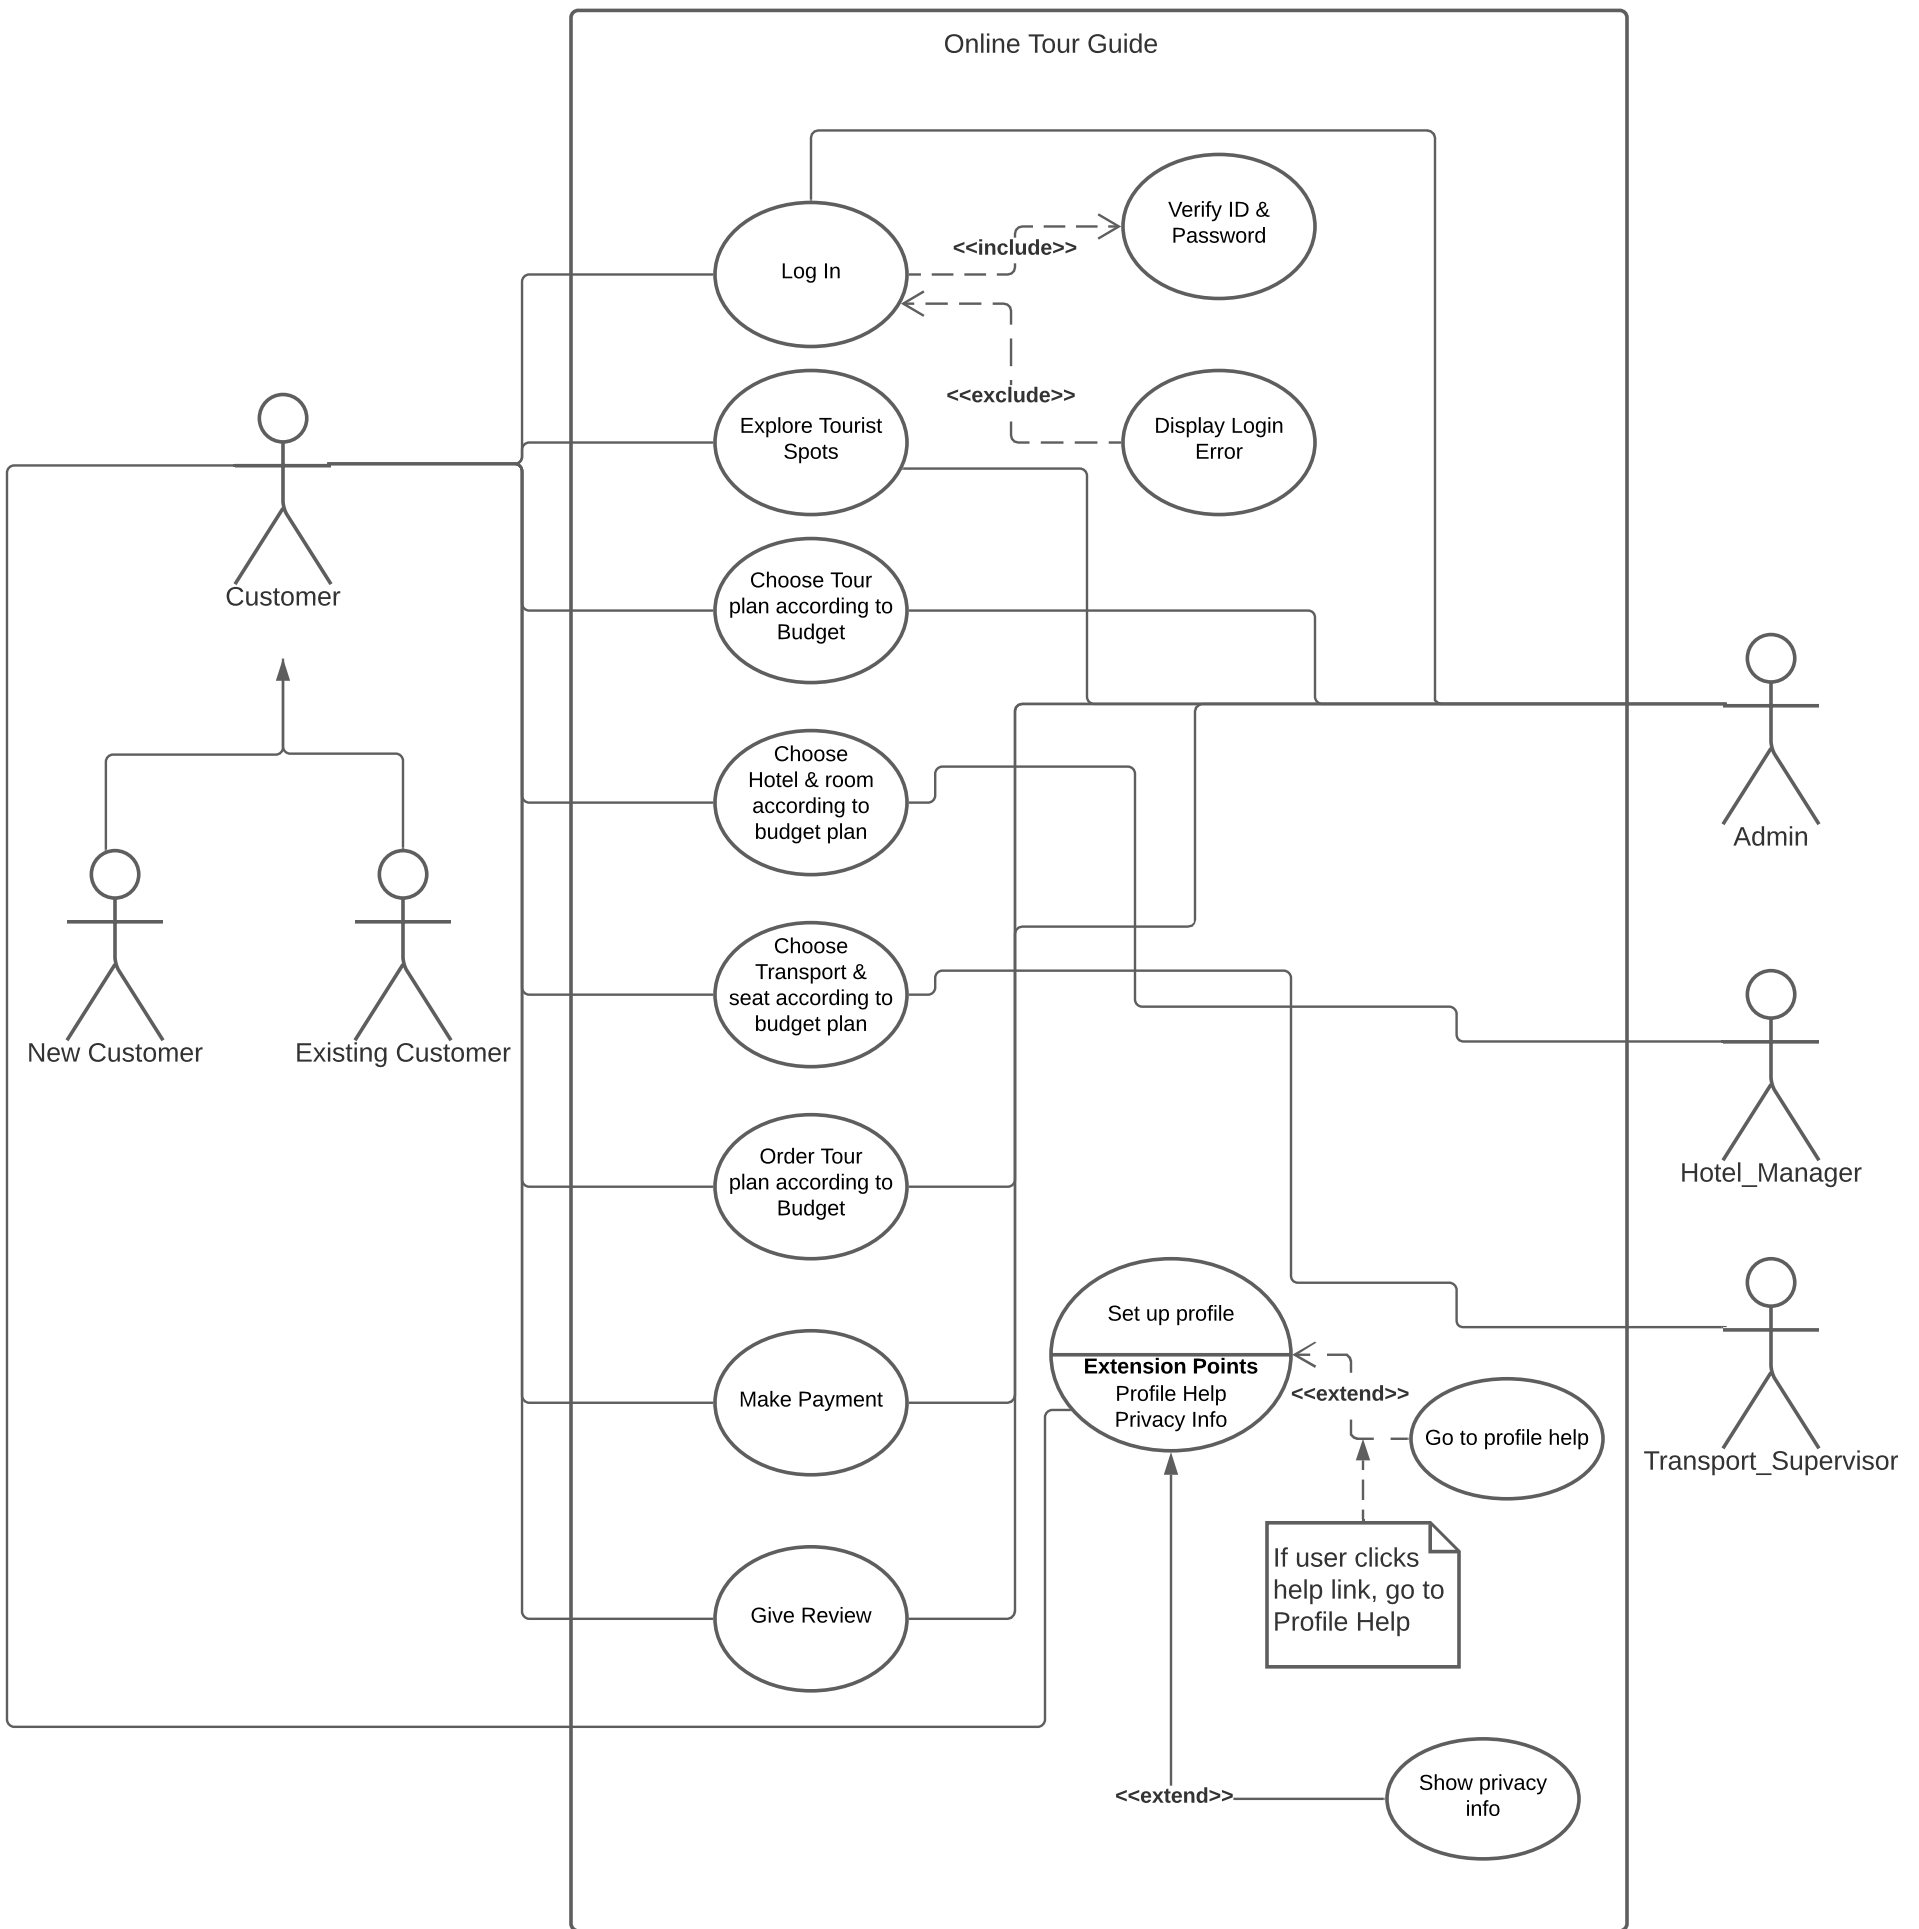 Online Tour Guide
Verify ID &
Password
<<include>>
Log In
<<exclude>>
Explore Tourist
Spots
Display Login
Error
Customer
Choose Tour
plan according to
Budget
Choose
Hotel & room
according to
budget plan
Admin
Choose
Transport &
seat according to
budget plan
New Customer
Existing Customer
Order Tour
plan according to
Budget
Hotel_Manager
Set up profile
Extension Points
Profile Help
Privacy Info
<<extend>>
Make Payment
Go to profile help
Transport_Supervisor
If user clicks
help link, go to
Profile Help
Give Review
<<extend>>
Show privacy
info